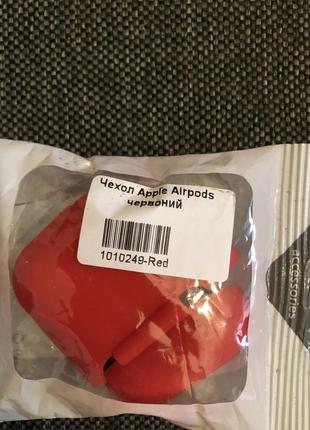 Чехол Apple Airpods
червоний
1010249-Red
accessories